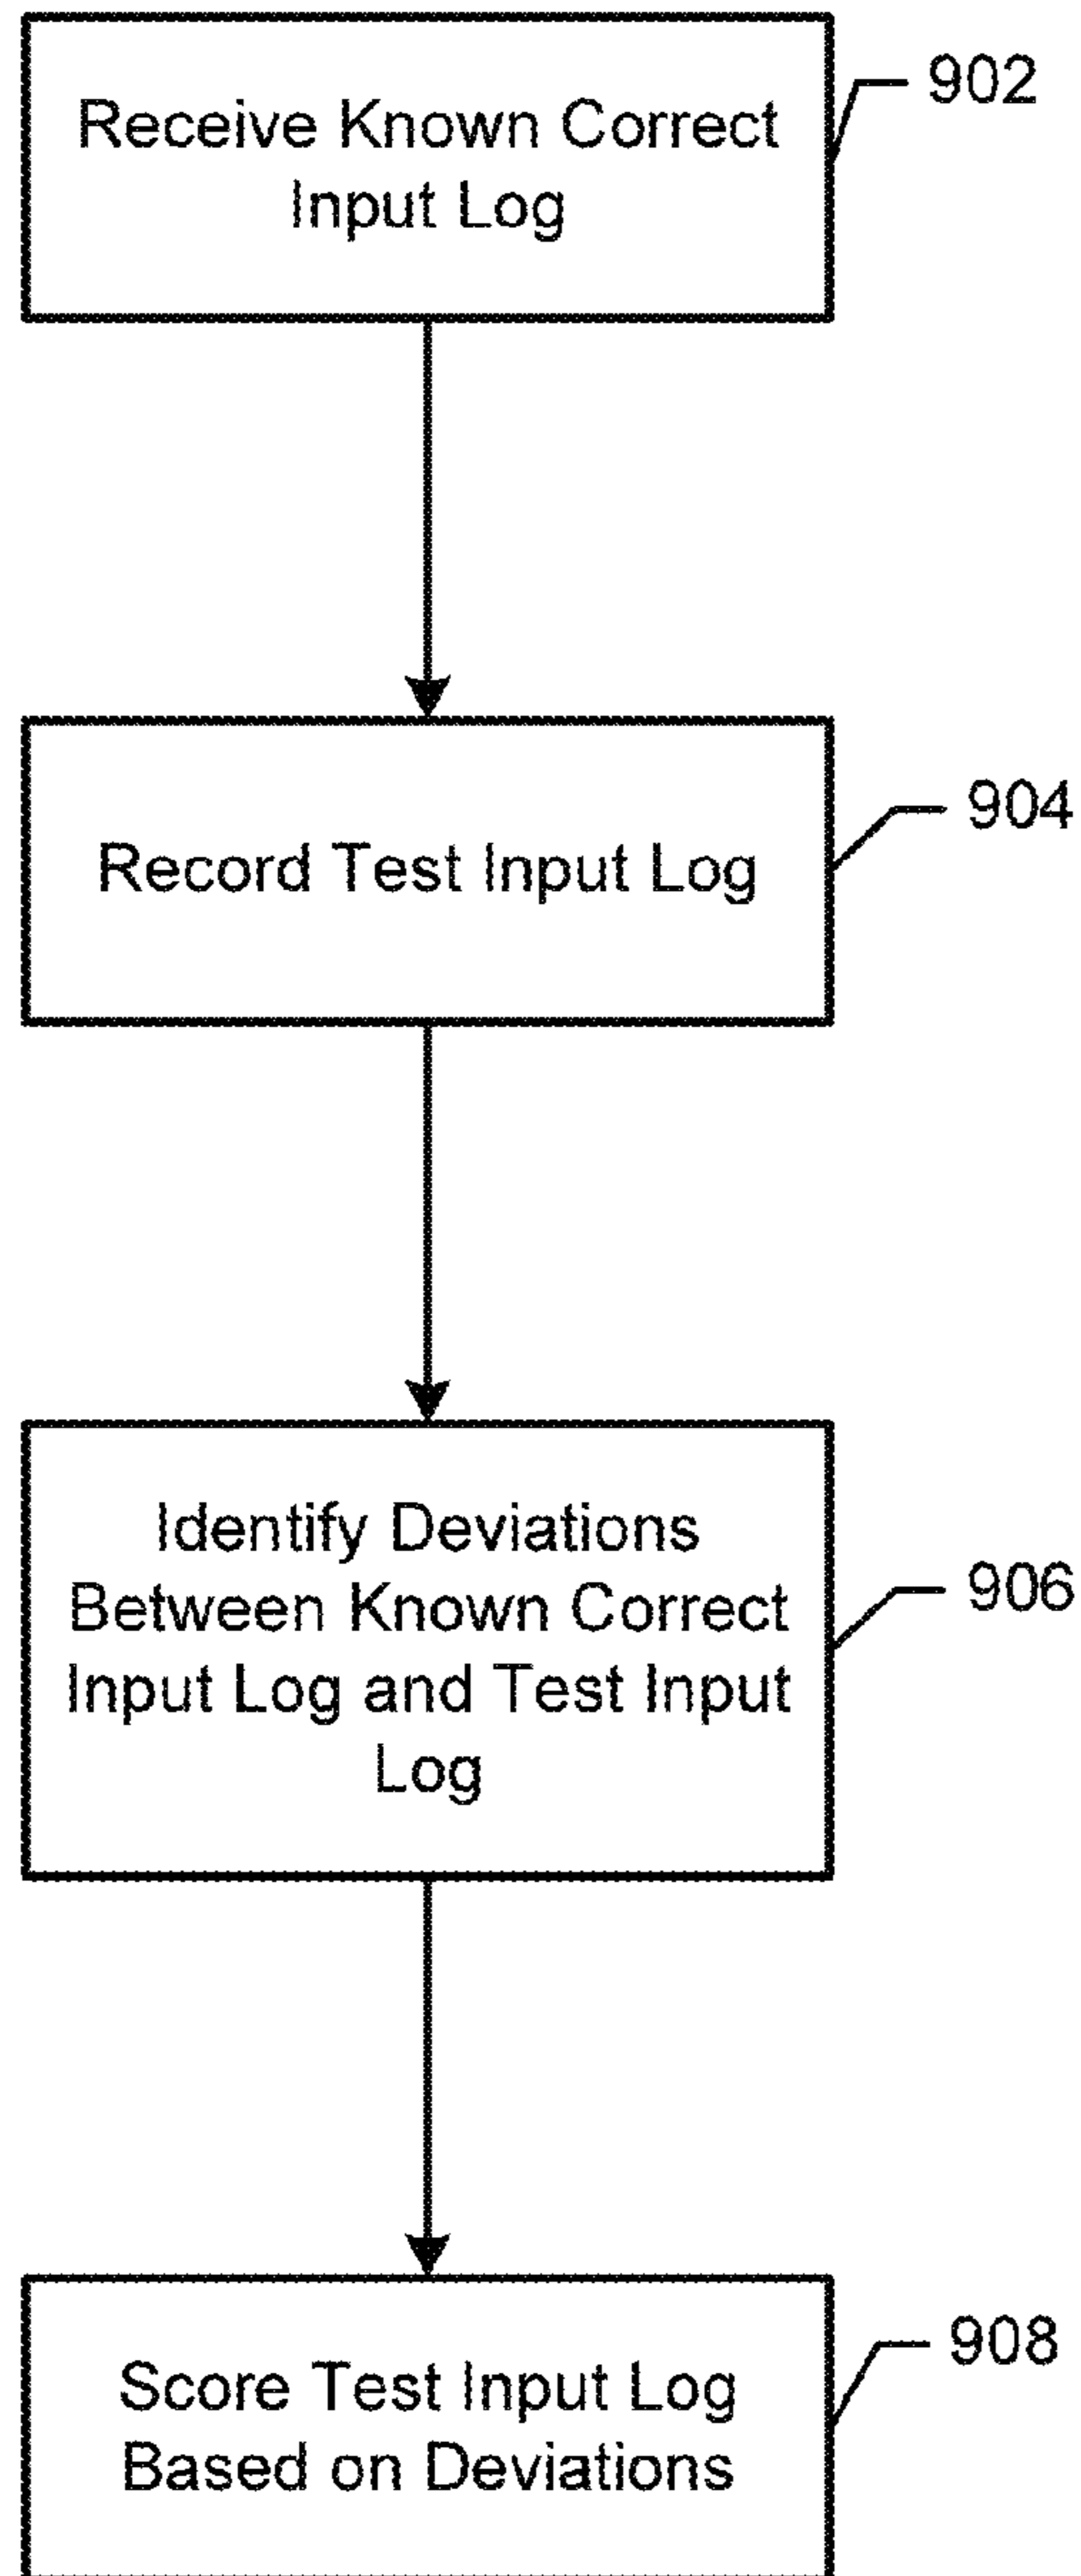 Receive Known Correct
Input Log
902
Record Test Input Log
904
Identify Deviations
Between Known Correct
Input Log and Test Input
Log
906
Score Test Input Log
Based on Deviations
908